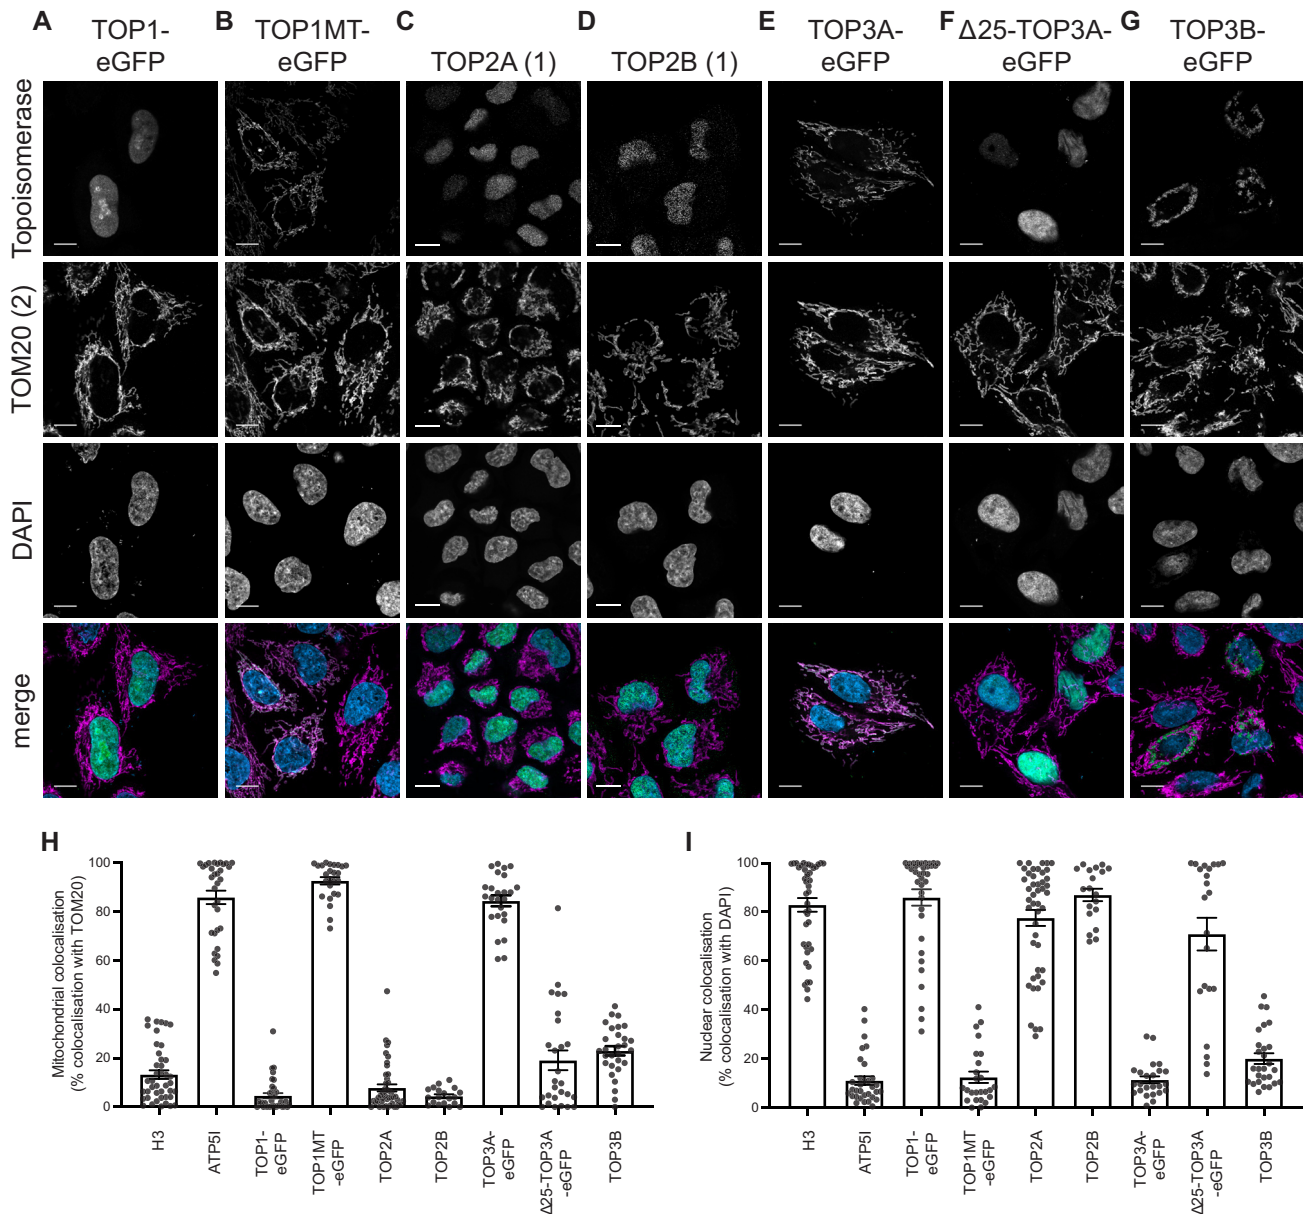 A TOP1-eGFP
B TOP1MT-eGFP
C TOP2A (1)
D TOP2B (1)
E TOP3A-eGFP
F Δ25-TOP3A-eGFP
G TOP3B-eGFP
Topoisomerase
TOM20 (2)
DAPI
merge
H
Mitochondrial colocalisation
(% colocalisation with TOM20)
100
80
60
40
20
0
H3
ATP5I
TOP1-
eGFP
TOP1MT
-eGFP
TOP2A
TOP2B
TOP3A-
eGFP
Δ25-TOP3A
-eGFP
TOP3B
I
Nuclear colocalisation
(% colocalisation with DAPI)
100
80
60
40
20
0
H3
ATP5I
TOP1-
eGFP
TOP1MT
-eGFP
TOP2A
TOP2B
TOP3A-
eGFP
Δ25-TOP3A
-eGFP
TOP3B